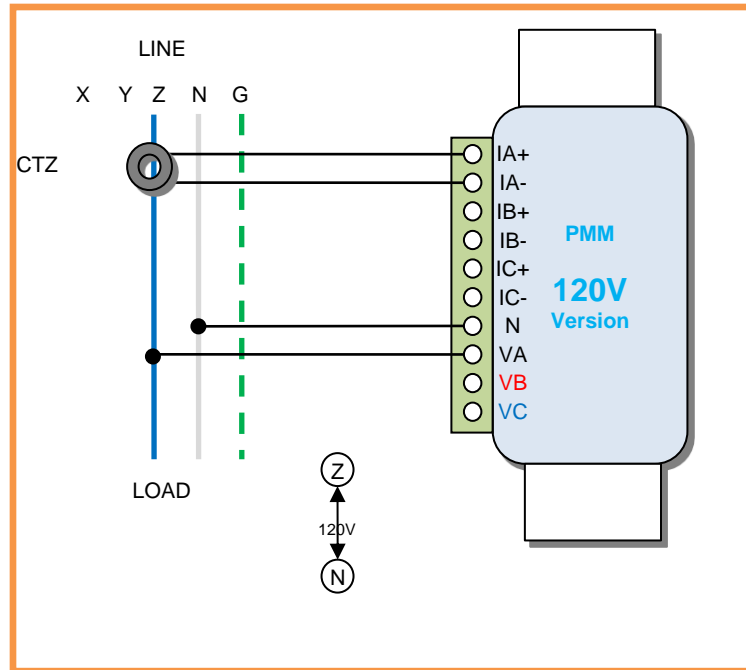 LINE
X Y Z N G
CTZ
IA+
IA-
IB+
IB-
IC+
IC-
N
VA
VB
VC
PMM
120V
Version
LOAD
Z
120V
N